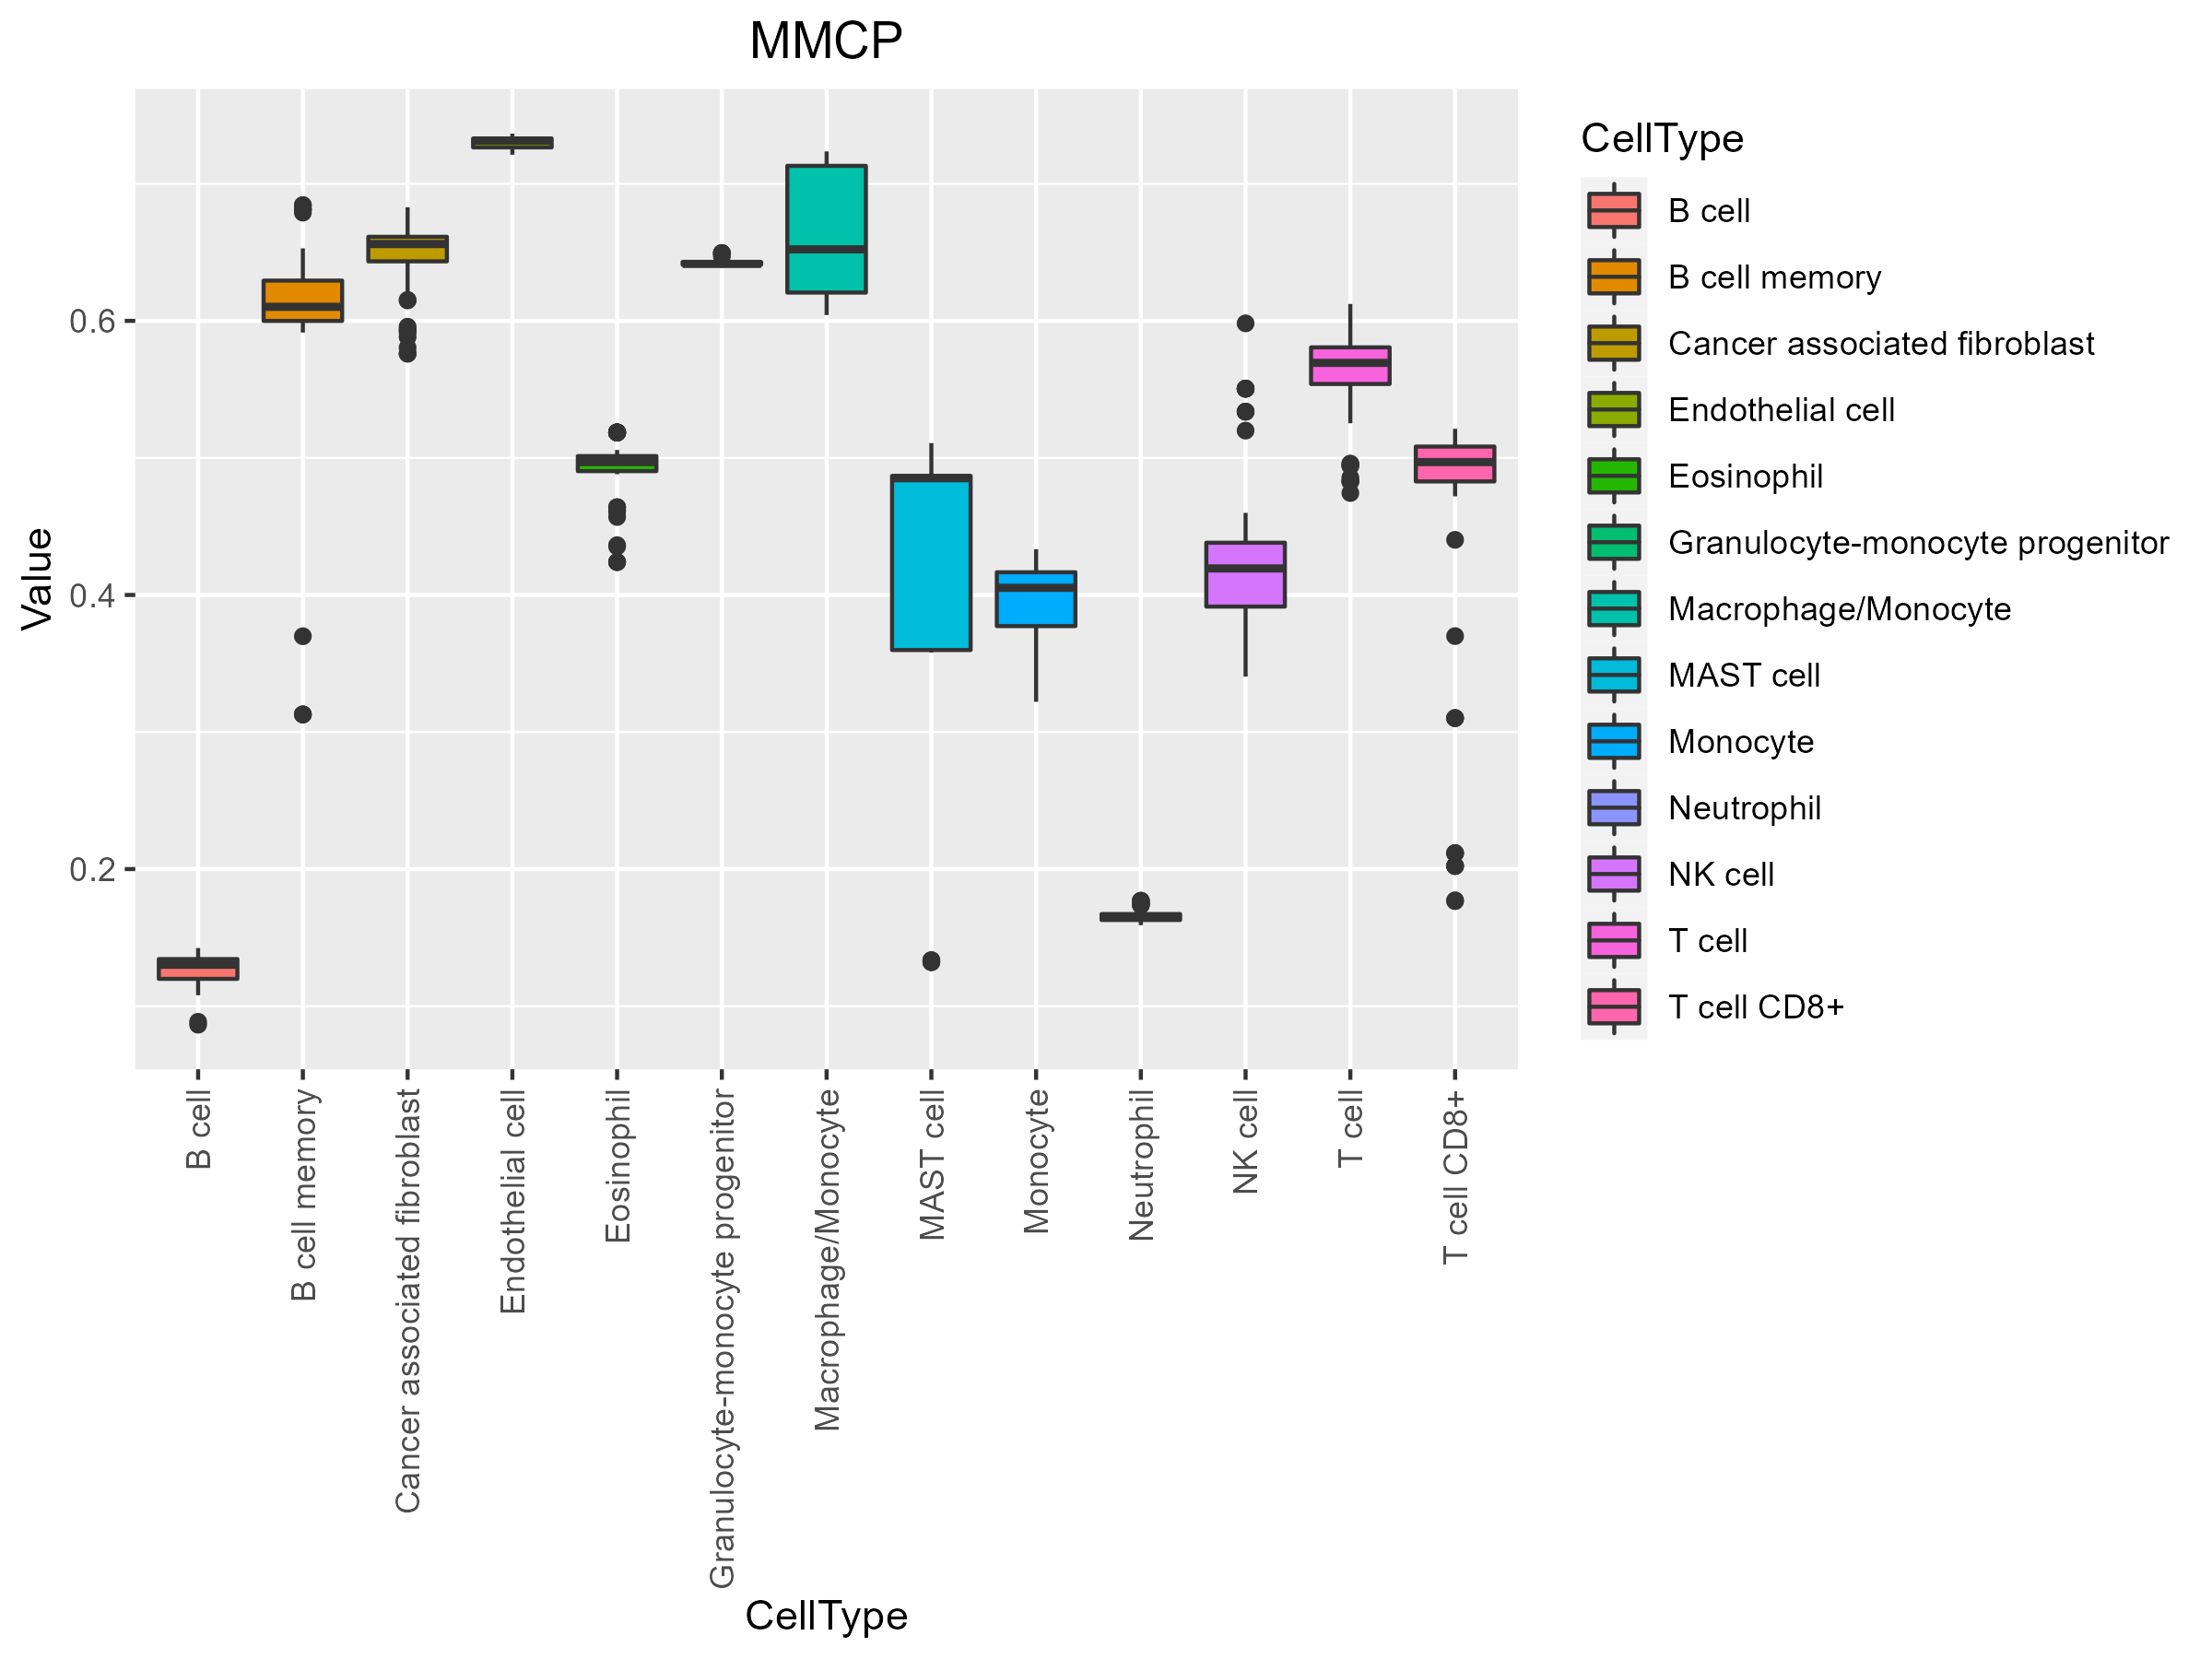 MMCP
Value
0.6
0.4
0.2
B cell
B cell memory
Cancer associated fibroblast
Endothelial cell
Eosinophil
Granulocyte-monocyte progenitor
Macrophage/Monocyte
MAST cell
Monocyte
Neutrophil
NK cell
T cell
T cell CD8+
CellType
CellType
B cell
B cell memory
Cancer associated fibroblast
Endothelial cell
Eosinophil
Granulocyte-monocyte progenitor
Macrophage/Monocyte
MAST cell
Monocyte
Neutrophil
NK cell
T cell
T cell CD8+